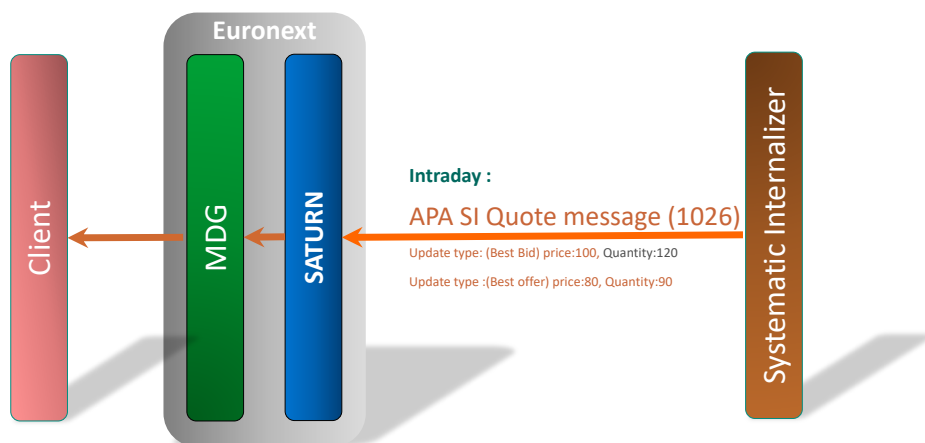 Euronext
Client
MDG
SATURN
Intraday :
APA SI Quote message (1026)
Update type: (Best Bid) price:100, Quantity:120
Update type :(Best offer) price:80, Quantity:90
Systematic Internalizer